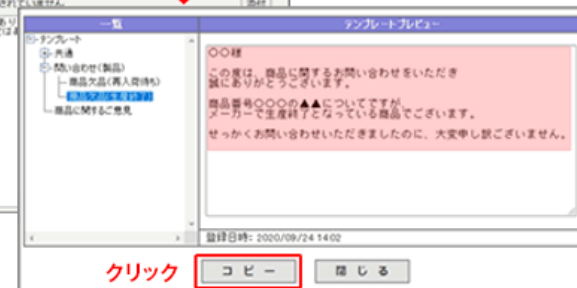 されていません
添付
一覧
テンプレートプレビュー
テンプレート
共通
問い合わせ(製品)
商品欠品(再入荷待ち)
商品欠品(生産終了)
商品に関するご意見
○○様
この度は、商品に関するお問い合わせをいただき
誠にありがとうございます。
商品番号○○○の▲▲についてですが、
メーカーで生産終了となっている商品でございます。
せっかくお問い合わせいただきましたのに、大変申し訳ございません。
登録日時: 2020/09/24 14:02
クリック
コピー
閉じる